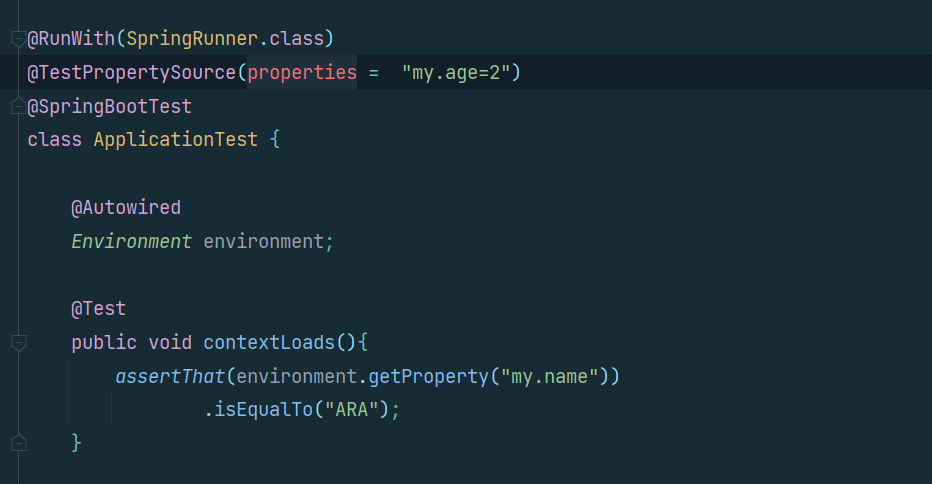 @RunWith(SpringRunner.class)
@TestPropertySource(properties =  "my.age=2")
@SpringBootTest
class ApplicationTest {
@Autowired
Environment environment;
@Test
public void contextLoads(){
assertThat(environment.getProperty("my.name"))
.isEqualTo("ARA");
}